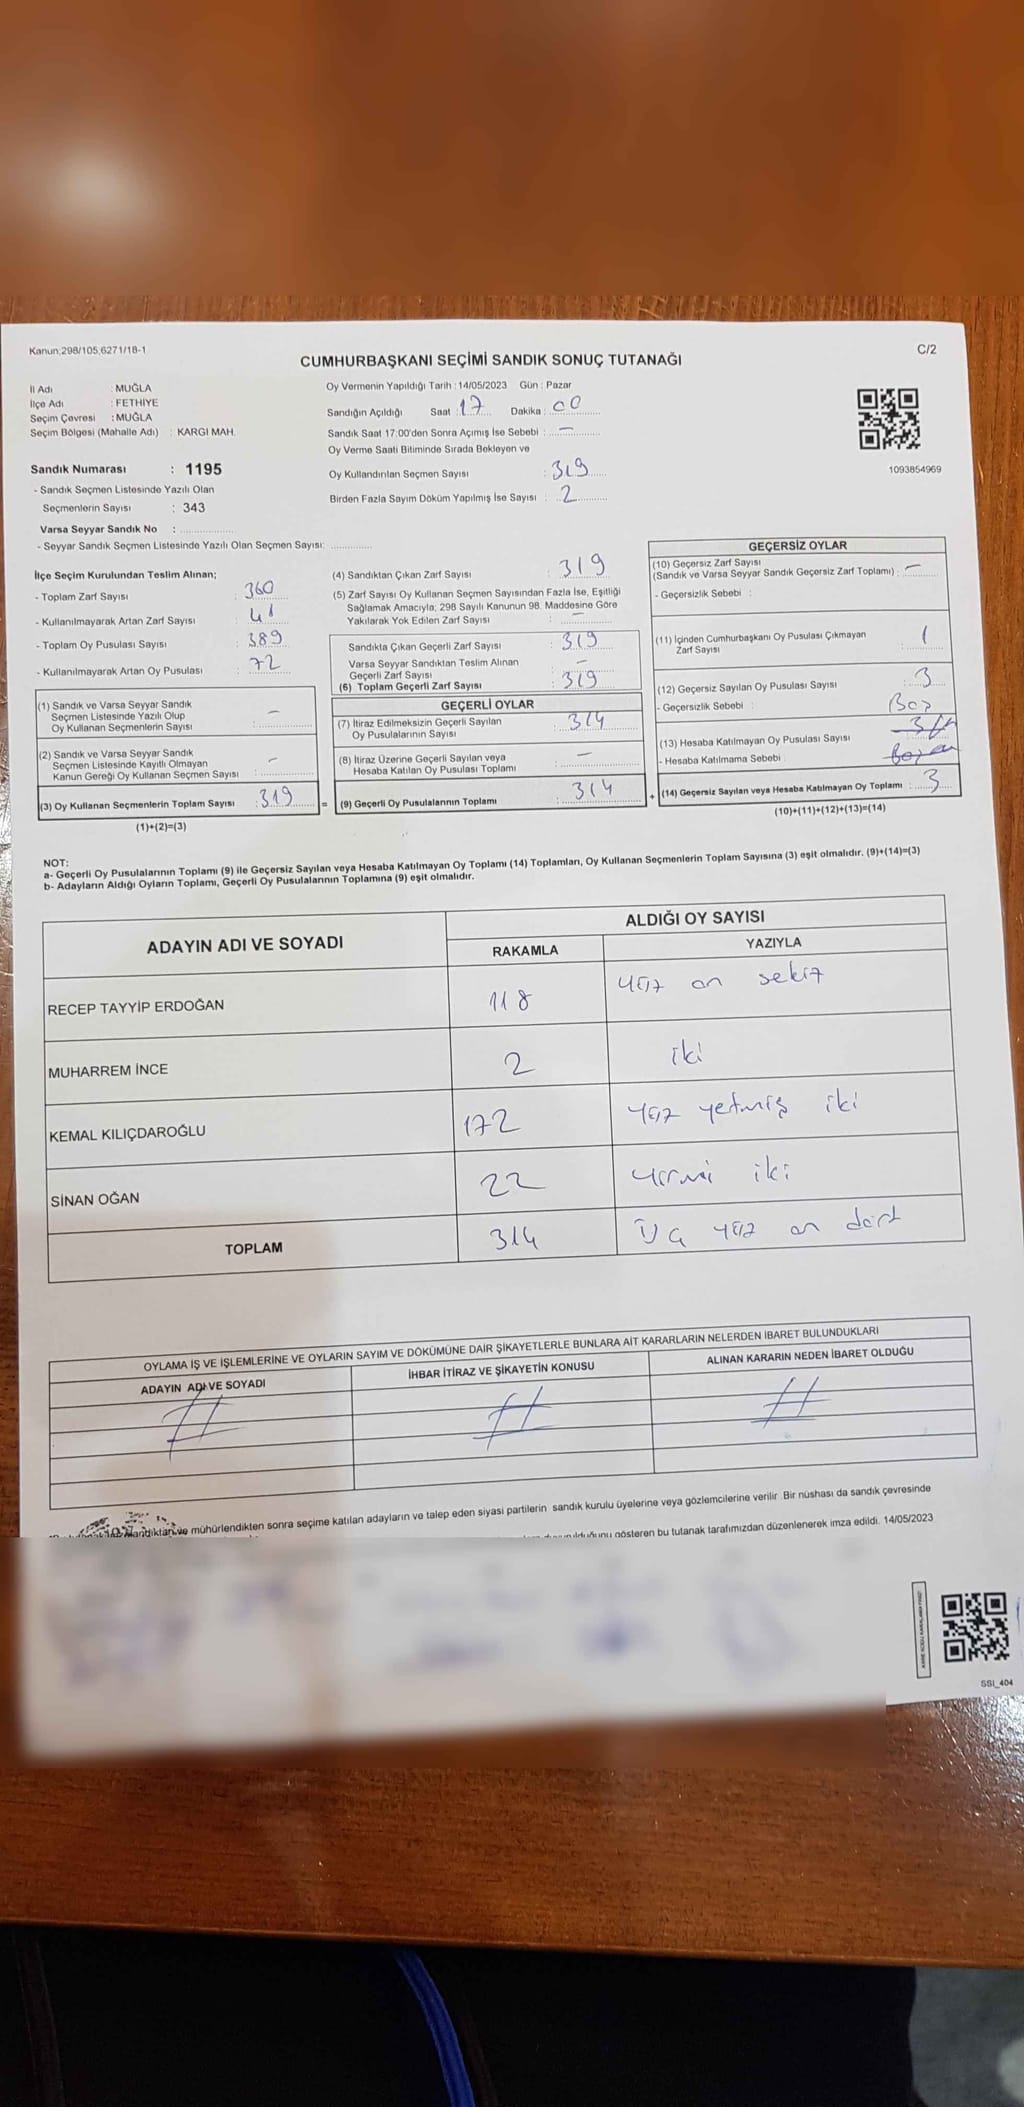 Kanun;298/105,6271/18-1
C/2
CUMHURBAŞKANI SEÇİMİ SANDIK SONUÇ TUTANAĞI
İl Adı : MUĞLA
İlçe Adı : FETHİYE
Seçim Çevresi : MUĞLA
Seçim Bölgesi (Mahalle Adı) : KARGI MAH.
Oy Vermenin Yapıldığı Tarih : 14/05/2023 Gün : Pazar
Sandığın Açıldığı Saat : 17 Dakika : 00
Sandık Saat 17:00'den Sonra Açımış İse Sebebi : —
Oy Verme Saati Bitiminde Sırada Bekleyen ve
Oy Kullandırılan Seçmen Sayısı : 319
Birden Fazla Sayım Döküm Yapılmış İse Sayısı : 2
1093854969
Sandık Numarası : 1195
- Sandık Seçmen Listesinde Yazılı Olan
Seçmenlerin Sayısı : 343
Varsa Seyyar Sandık No :
- Seyyar Sandık Seçmen Listesinde Yazılı Olan Seçmen Sayısı:
İlçe Seçim Kurulundan Teslim Alınan;
- Toplam Zarf Sayısı : 360
- Kullanılmayarak Artan Zarf Sayısı : 41
- Toplam Oy Pusulası Sayısı : 389
- Kullanılmayarak Artan Oy Pusulası : 72
(1) Sandık ve Varsa Seyyar Sandık
Seçmen Listesinde Yazılı Olup
Oy Kullanan Seçmenlerin Sayısı : —
(2) Sandık ve Varsa Seyyar Sandık
Seçmen Listesinde Kayıtlı Olmayan
Kanun Gereği Oy Kullanan Seçmen Sayısı : —
(3) Oy Kullanan Seçmenlerin Toplam Sayısı : 319
(1)+(2)=(3)
(4) Sandıktan Çıkan Zarf Sayısı : 319
(5) Zarf Sayısı Oy Kullanan Seçmen Sayısından Fazla İse, Eşitliği
Sağlamak Amacıyla; 298 Sayılı Kanunun 98. Maddesine Göre
Yakılarak Yok Edilen Zarf Sayısı : —
Sandıkta Çıkan Geçerli Zarf Sayısı : 319
Varsa Seyyar Sandıktan Teslim Alınan
Geçerli Zarf Sayısı : —
(6) Toplam Geçerli Zarf Sayısı : 319
GEÇERLİ OYLAR
(7) İtiraz Edilmeksizin Geçerli Sayılan
Oy Pusulalarının Sayısı : 314
(8) İtiraz Üzerine Geçerli Sayılan veya
Hesaba Katılan Oy Pusulası Toplamı : —
= (9) Geçerli Oy Pusulalarının Toplamı : 314
GEÇERSİZ OYLAR
(10) Geçersiz Zarf Sayısı
(Sandık ve Varsa Seyyar Sandık Geçersiz Zarf Toplamı) : —
- Geçersizlik Sebebi :
(11) İçinden Cumhurbaşkanı Oy Pusulası Çıkmayan
Zarf Sayısı : 1
(12) Geçersiz Sayılan Oy Pusulası Sayısı : 3
- Geçersizlik Sebebi : Boş
(13) Hesaba Katılmayan Oy Pusulası Sayısı
- Hesaba Katılmama Sebebi :
+ (14) Geçersiz Sayılan veya Hesaba Katılmayan Oy Toplamı : 3
(10)+(11)+(12)+(13)=(14)
NOT:
a- Geçerli Oy Pusulalarının Toplamı (9) ile Geçersiz Sayılan veya Hesaba Katılmayan Oy Toplamı (14) Toplamları, Oy Kullanan Seçmenlerin Toplam Sayısına (3) eşit olmalıdır. (9)+(14)=(3)
b- Adayların Aldığı Oyların Toplamı, Geçerli Oy Pusulalarının Toplamına (9) eşit olmalıdır.
ADAYIN ADI VE SOYADI
ALDIĞI OY SAYISI
RAKAMLA YAZIYLA
RECEP TAYYİP ERDOĞAN 118 yüz on sekiz
MUHARREM İNCE 2 iki
KEMAL KILIÇDAROĞLU 172 yüz yetmiş iki
SİNAN OĞAN 22 yirmi iki
TOPLAM 314 Üç yüz on dört
OYLAMA İŞ VE İŞLEMLERİNE VE OYLARIN SAYIM VE DÖKÜMÜNE DAİR ŞİKAYETLERLE BUNLARA AİT KARARLARIN NELERDEN İBARET BULUNDUKLARI
ADAYIN ADI VE SOYADI İHBAR İTİRAZ VE ŞİKAYETİN KONUSU ALINAN KARARIN NEDEN İBARET OLDUĞU
mühürlendikten sonra seçime katılan adayların ve talep eden siyasi partilerin sandık kurulu üyelerine veya gözlemcilerine verilir. Bir nüshası da sandık çevresinde
gösteren bu tutanak tarafımızdan düzenlenerek imza edildi. 14/05/2023
SSI_404